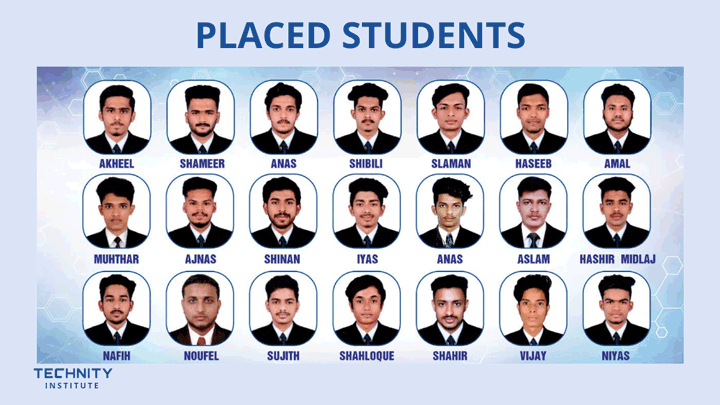 PLACED STUDENTS
AKHEEL SHAMEER ANAS SHIBILI SLAMAN HASEEB AMAL
MUHTHAR AJNAS SHINAN IYAS ANAS ASLAM HASHIR MIDLAJ
NAFIH NOUFEL SUJITH SHAHLOQUE SHAHIR VIJAY NIYAS
TECHNITY
INSTITUTE